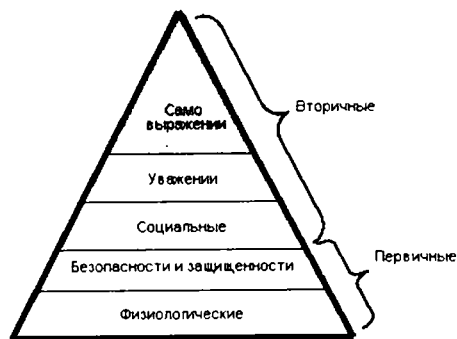 Само
выражении
Вторичные
Уважении
Социальные
Первичные
Безопасности и защищенности
Физиологические